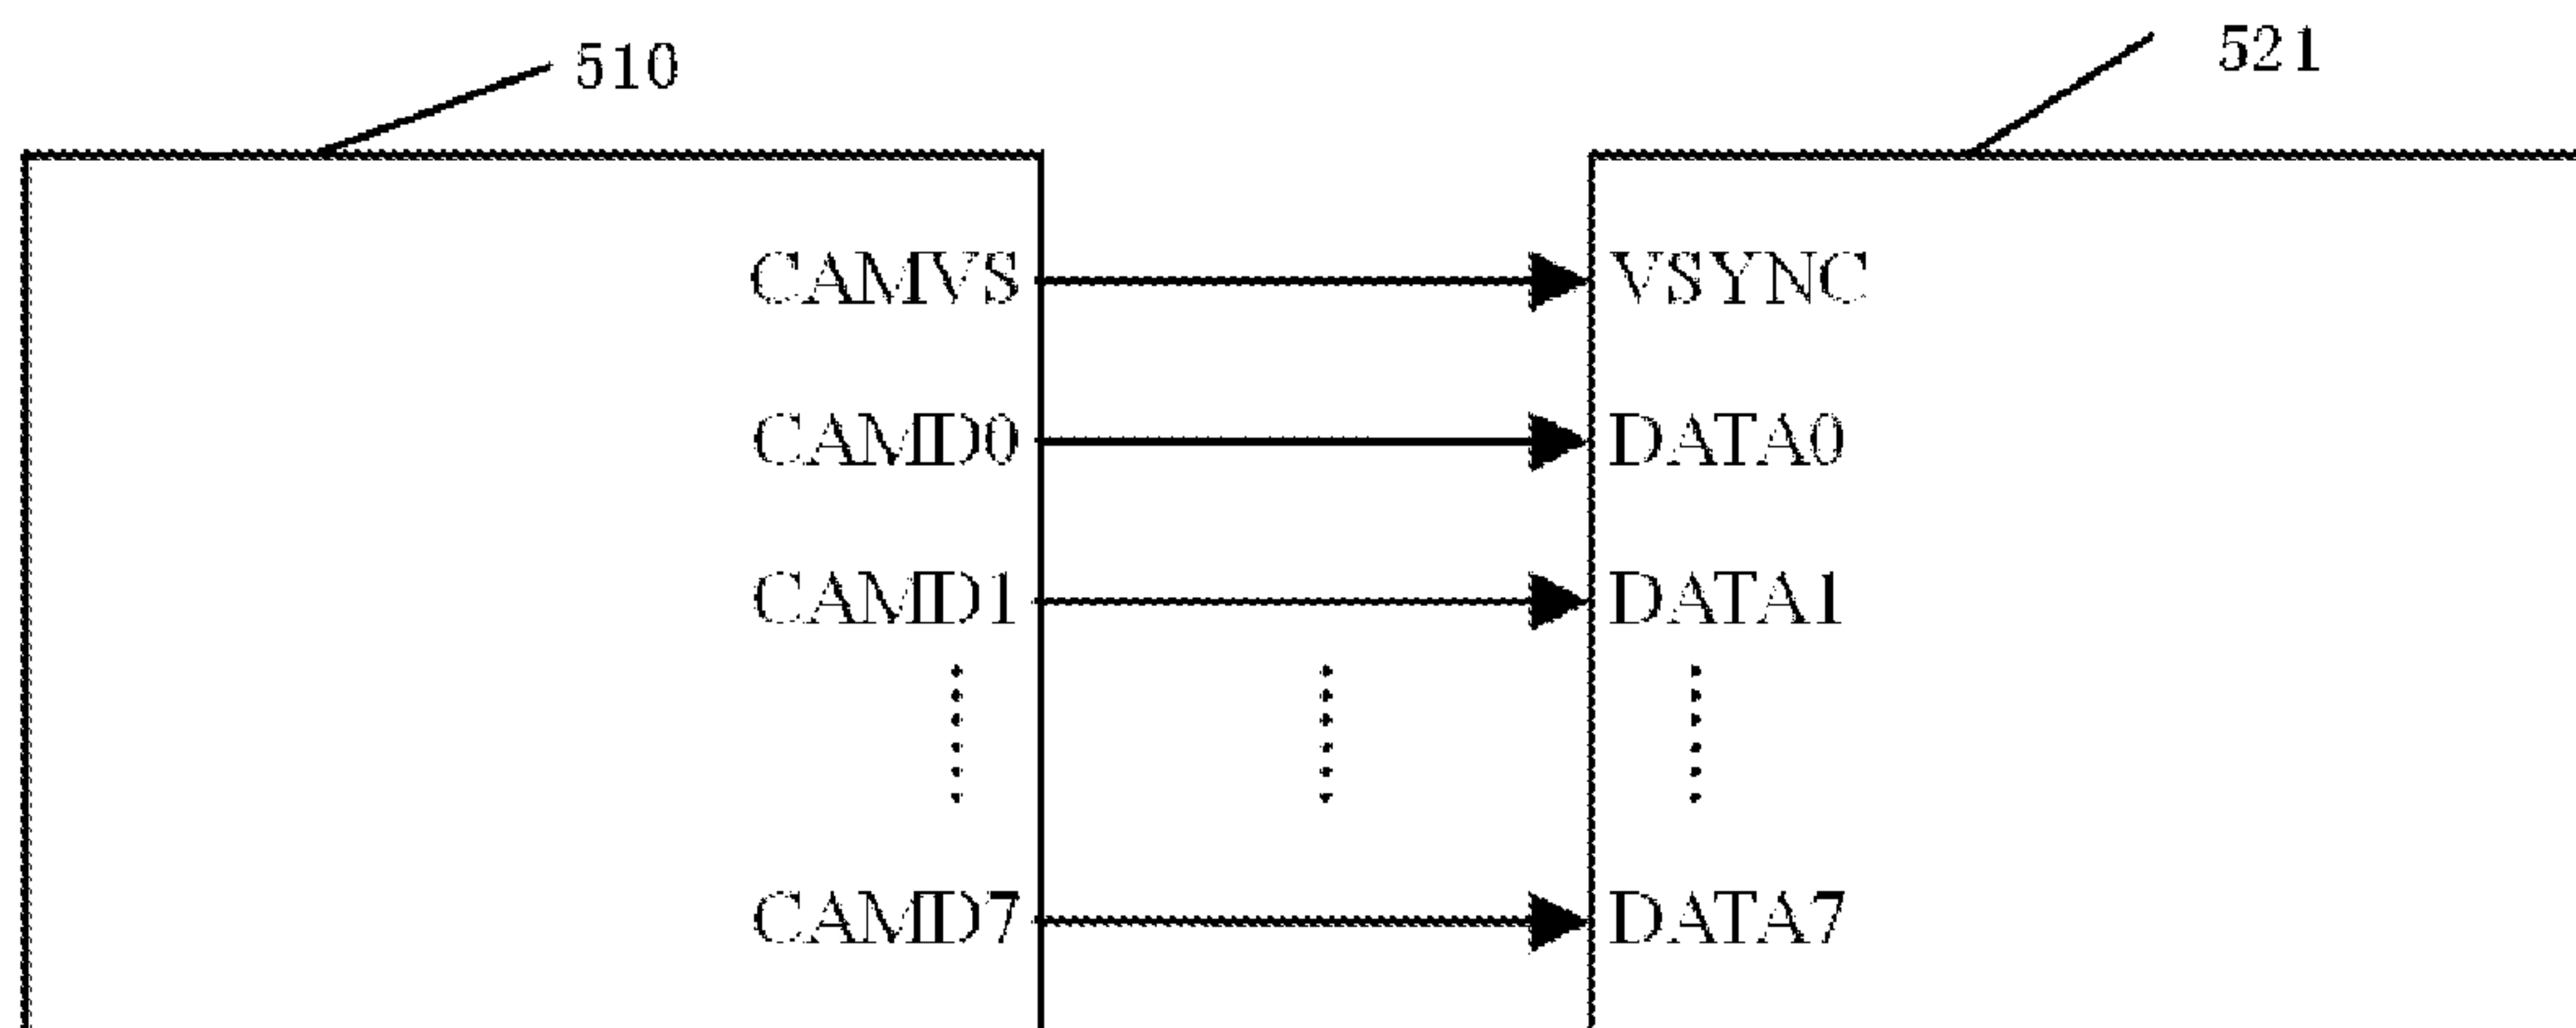 510
521
CAMVS VSYNC
CAMD0 DATA0
CAMD1 DATA1
CAMD7 DATA7